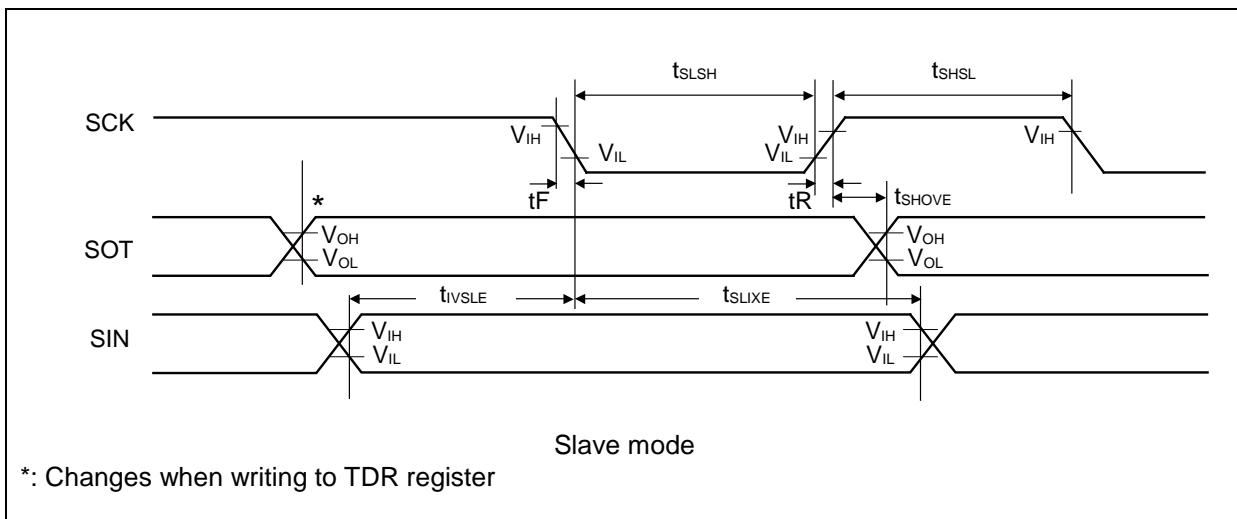 tSLSH tSHSL
SCK VIH VIL VIH VIL VIH
tF tR tSHOVE
*
SOT VOH VOH
VOL VOL
tIVSLE tSLIXE
SIN VIH VIH
VIL VIL
Slave mode
*: Changes when writing to TDR register